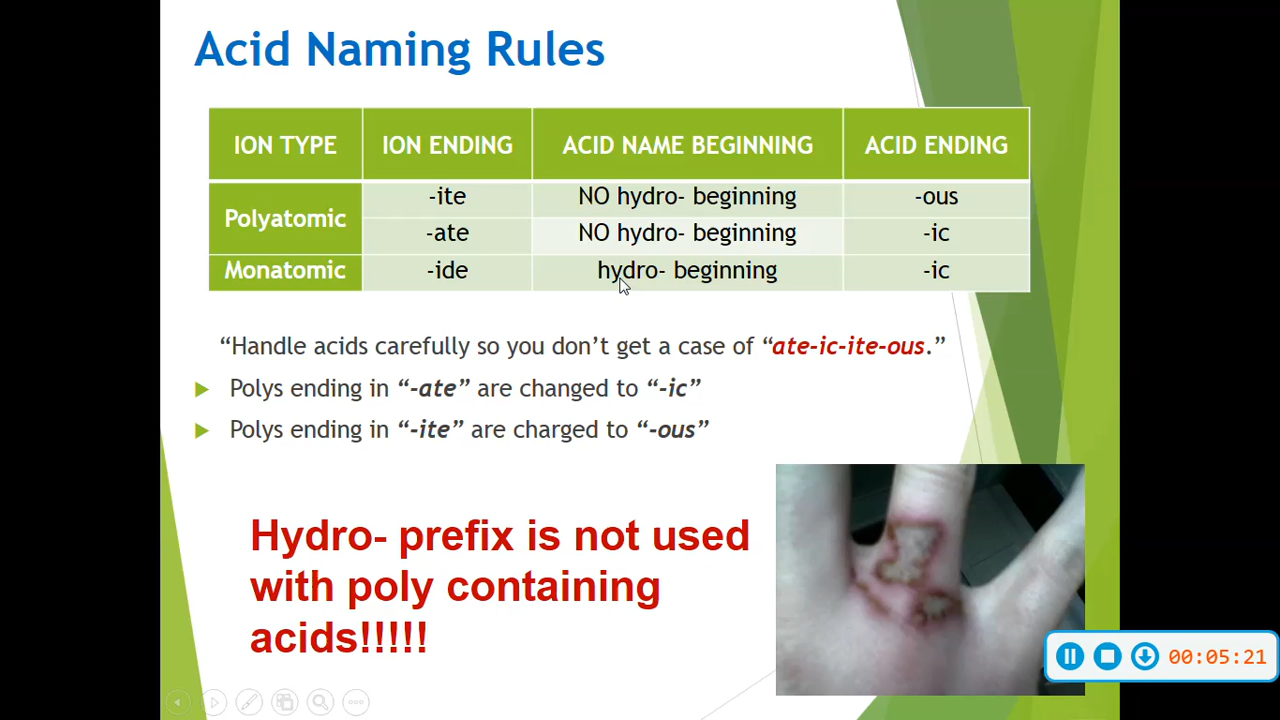 Acid Naming Rules
ION TYPE ION ENDING ACID NAME BEGINNING ACID ENDING
Polyatomic -ite NO hydro- beginning -ous
-ate NO hydro- beginning -ic
Monatomic -ide hydro- beginning -ic
“Handle acids carefully so you don’t get a case of “ate-ic-ite-ous.”
Polys ending in “-ate” are changed to “-ic”
Polys ending in “-ite” are charged to “-ous”
Hydro- prefix is not used
with poly containing
acids!!!!!
00:05:21